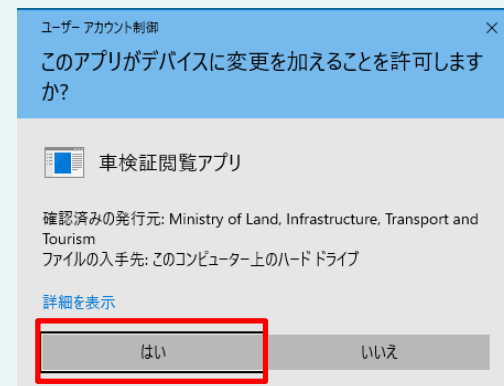 ユーザー アカウント制御
このアプリがデバイスに変更を加えることを許可します
か?
車検証閲覧アプリ
確認済みの発行元: Ministry of Land, Infrastructure, Transport and
Tourism
ファイルの入手先: このコンピューター上のハード ドライブ
詳細を表示
はい
いいえ